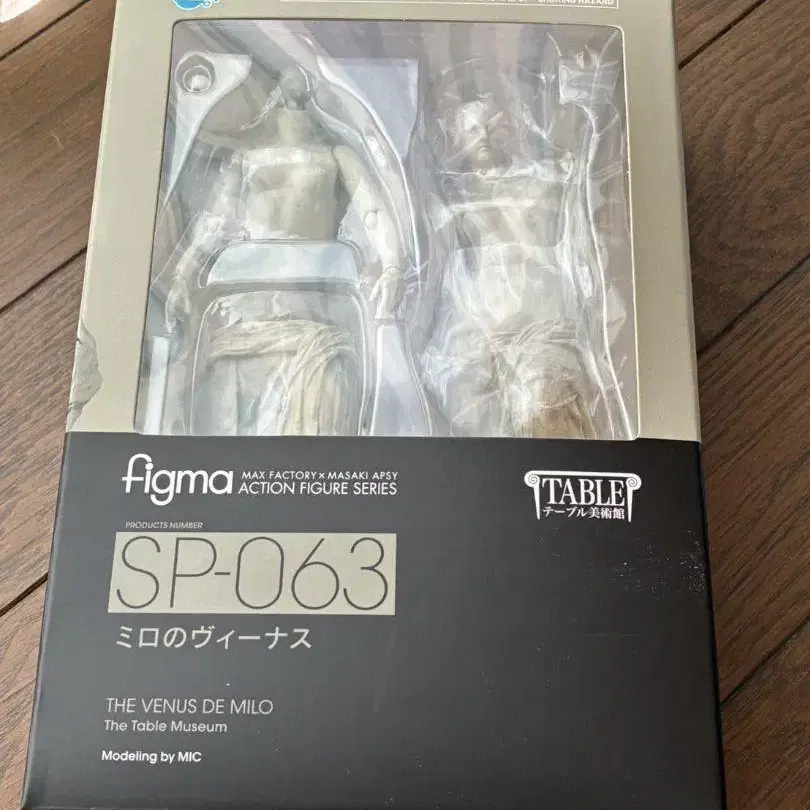 figma
MAX FACTORY × MASAKI APSY
ACTION FIGURE SERIES
TABLE
テーブル美術館
PRODUCTS NUMBER
SP-063
ミロのヴィーナス
THE VENUS DE MILO
The Table Museum
Modeling by MIC